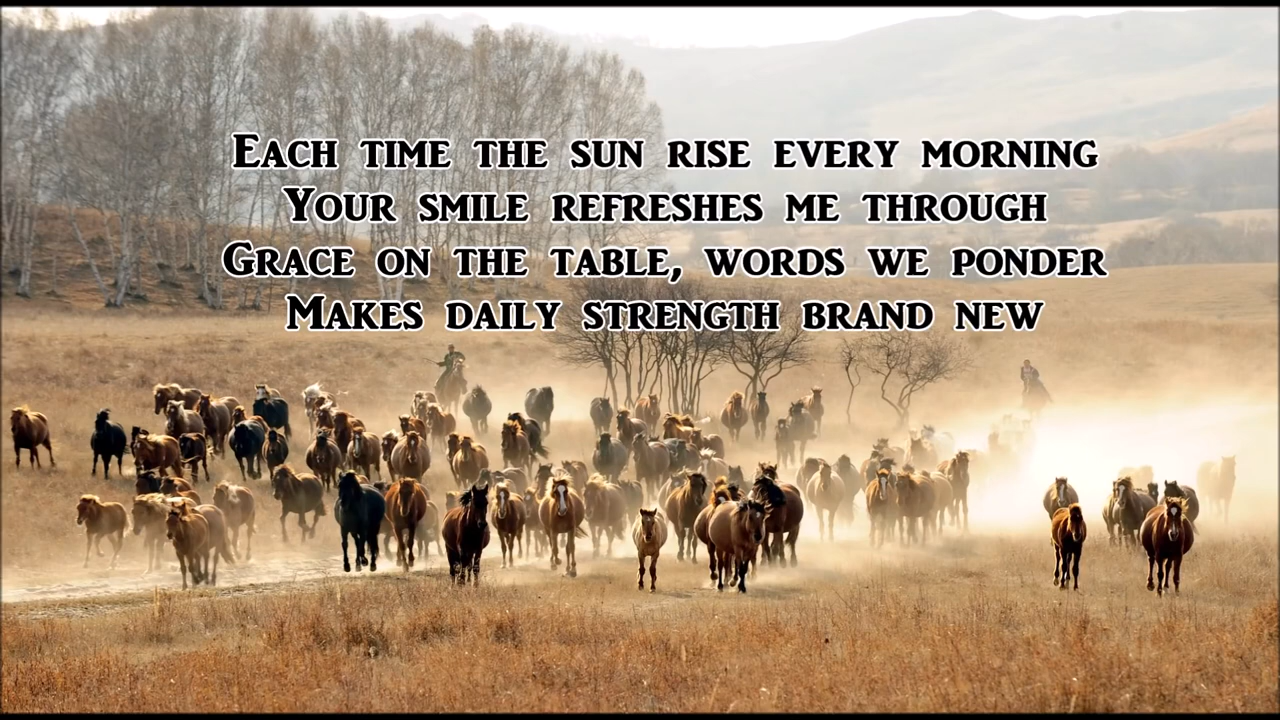 Each time the sun rise every morning
Your smile refreshes me through
Grace on the table, words we ponder
Makes daily strength brand new